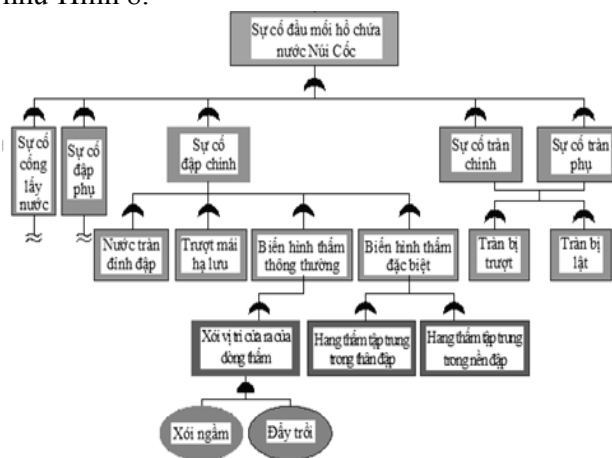 như Hình 6.
Sự cố đầu mối hồ chứa
nước Núi Cốc
Sự cố
cống
lấy
nước
Sự cố
đập
phụ
Sự cố
đập chính
Sự cố tràn
chính
Sự cố tràn
phụ
Nước tràn
đỉnh đập
Trượt mái
hạ lưu
Biến hình thấm
thông thường
Biến hình thấm
đặc biệt
Tràn bị
trượt
Tràn bị
lật
Xói vị trí cửa ra của
dòng thấm
Hang thấm tập trung
trong thân đập
Hang thấm tập trung
trong nền đập
Xói ngầm
Đẩy trồi